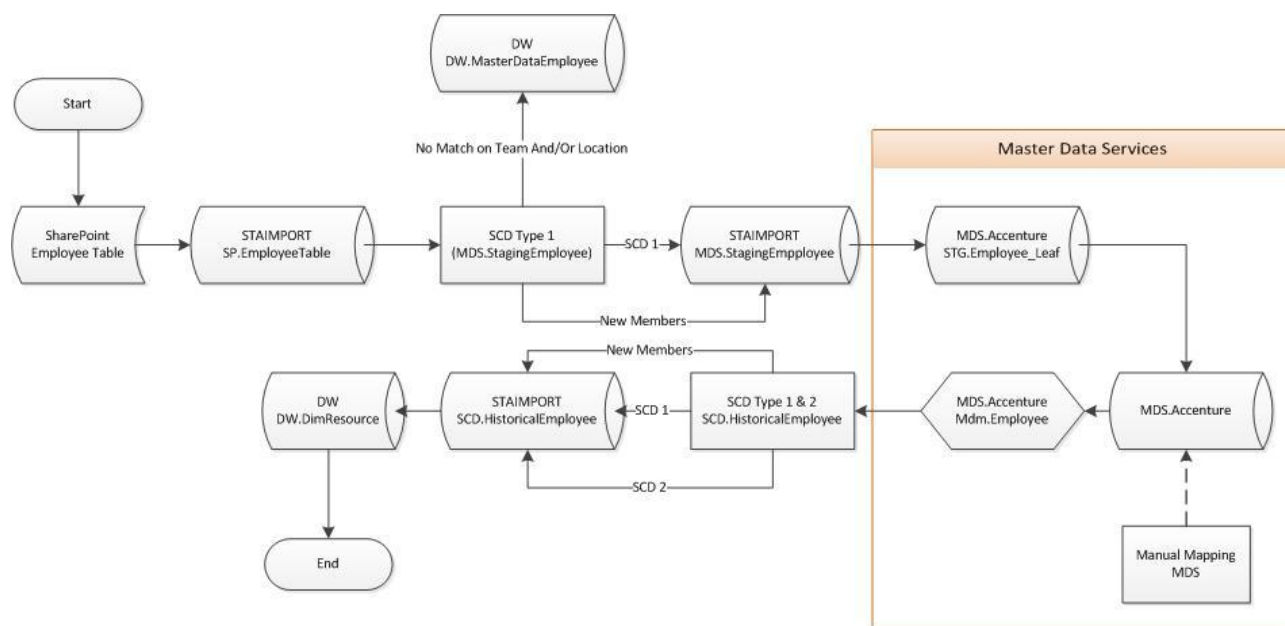 DW
DW.MasterDataEmployee
Start
No Match on Team And/Or Location
Master Data Services
SharePoint
Employee Table
STAIMPORT
SP.EmployeeTable
SCD Type 1
(MDS.StagingEmployee)
SCD 1
STAIMPORT
MDS.StagingEmpployee
MDS.Accenture
STG.Employee_Leaf
New Members
New Members
DW
DW.DimResource
STAIMPORT
SCD.HistoricalEmployee
SCD 1
SCD Type 1 & 2
SCD.HistoricalEmployee
MDS.Accenture
Mdm.Employee
MDS.Accenture
SCD 2
End
Manual Mapping
MDS